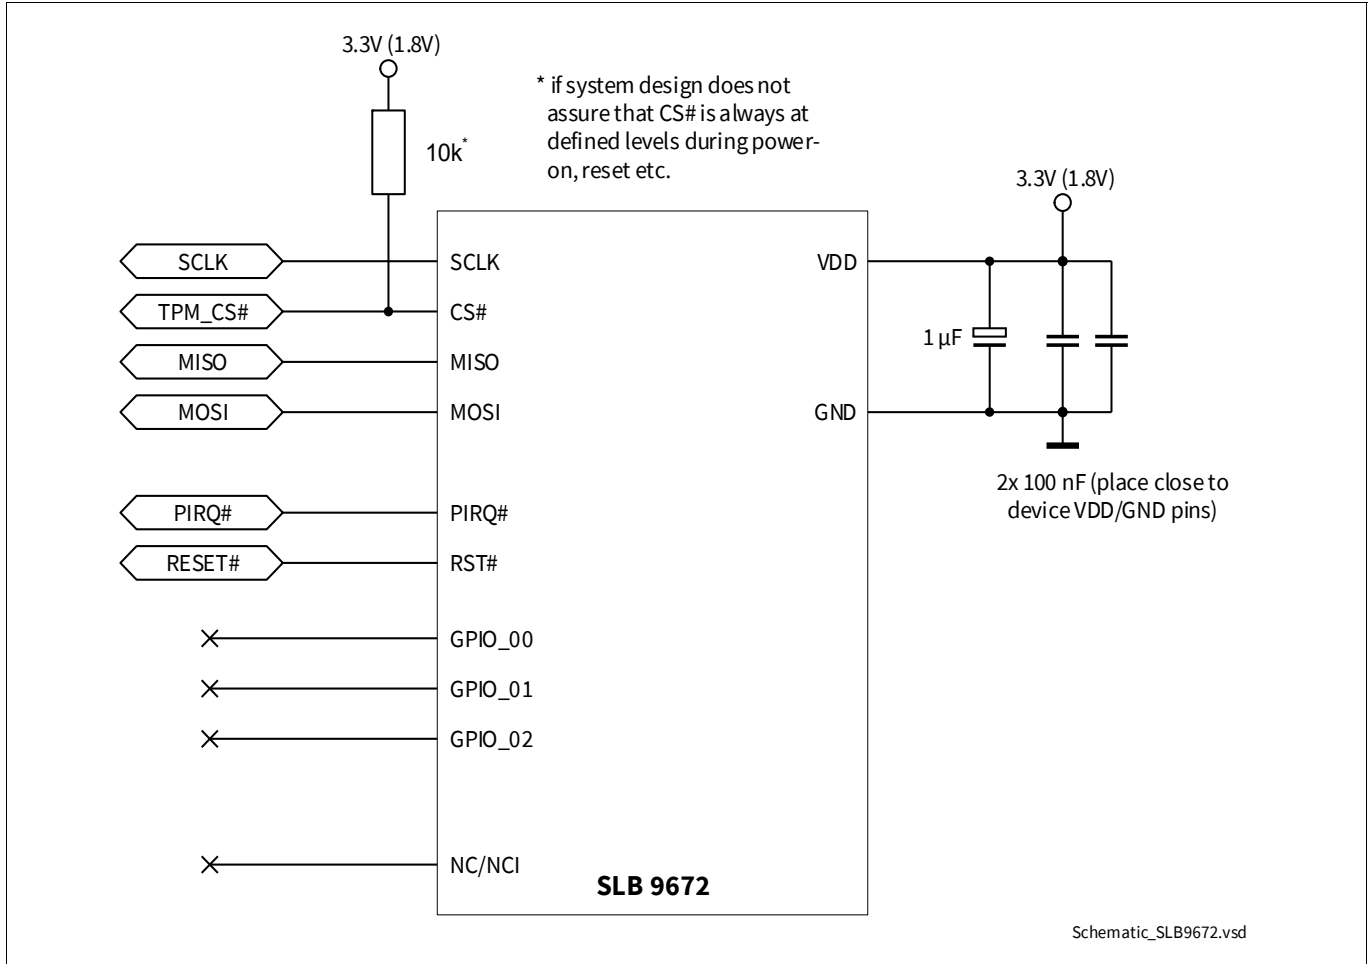 3.3V (1.8V)
* if system design does not
assure that CS# is always at
defined levels during power-
on, reset etc.
10k*
3.3V (1.8V)
SCLK
SCLK
VDD
TPM_CS#
CS#
1 µF
MISO
MISO
MOSI
MOSI
GND
2x 100 nF (place close to
device VDD/GND pins)
PIRQ#
PIRQ#
RESET#
RST#
GPIO_00
GPIO_01
GPIO_02
NC/NCI
SLB 9672
Schematic_SLB9672.vsd